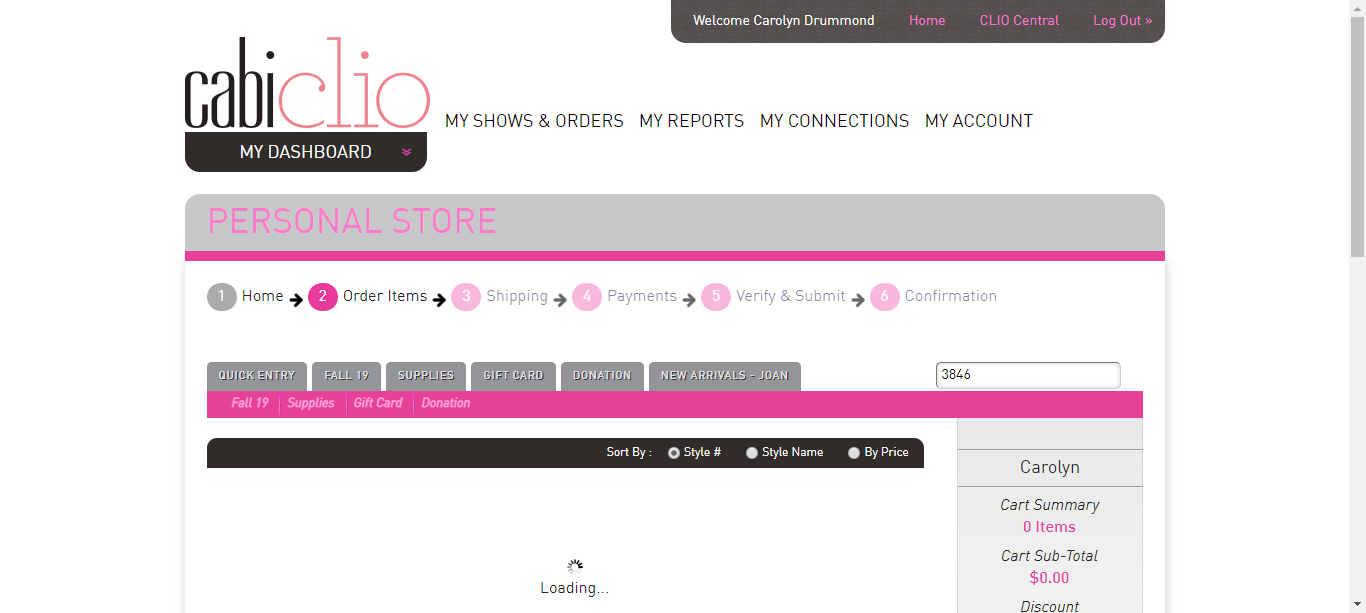 Welcome Carolyn Drummond Home CLIO Central Log Out »
cabiclio
MY SHOWS & ORDERS MY REPORTS MY CONNECTIONS MY ACCOUNT
MY DASHBOARD
PERSONAL STORE
1 Home 2 Order Items 3 Shipping 4 Payments 5 Verify & Submit 6 Confirmation
QUICK ENTRY FALL 19 SUPPLIES GIFT CARD DONATION NEW ARRIVALS - JOAN 3846
Fall 19 Supplies Gift Card Donation
Sort By : Style # Style Name By Price
Carolyn
Cart Summary
0 Items
Cart Sub-Total
$0.00
Loading...
Discount